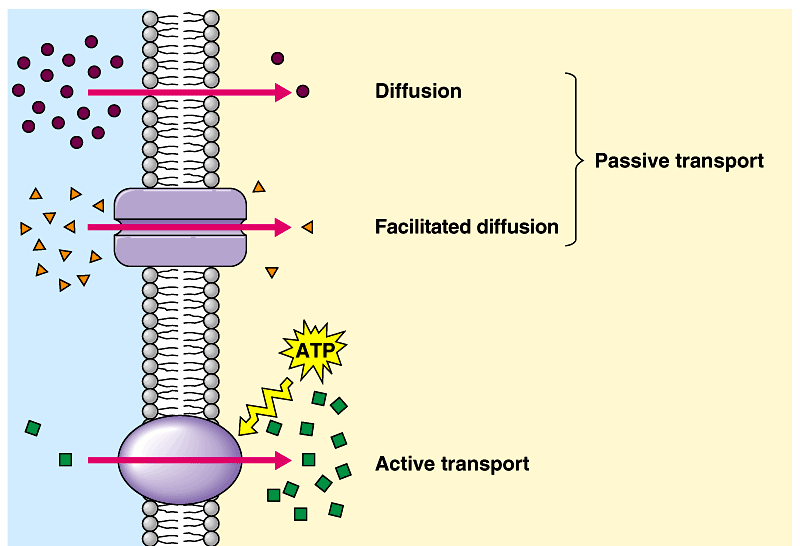 Diffusion
Passive transport
Facilitated diffusion
ATP
Active transport